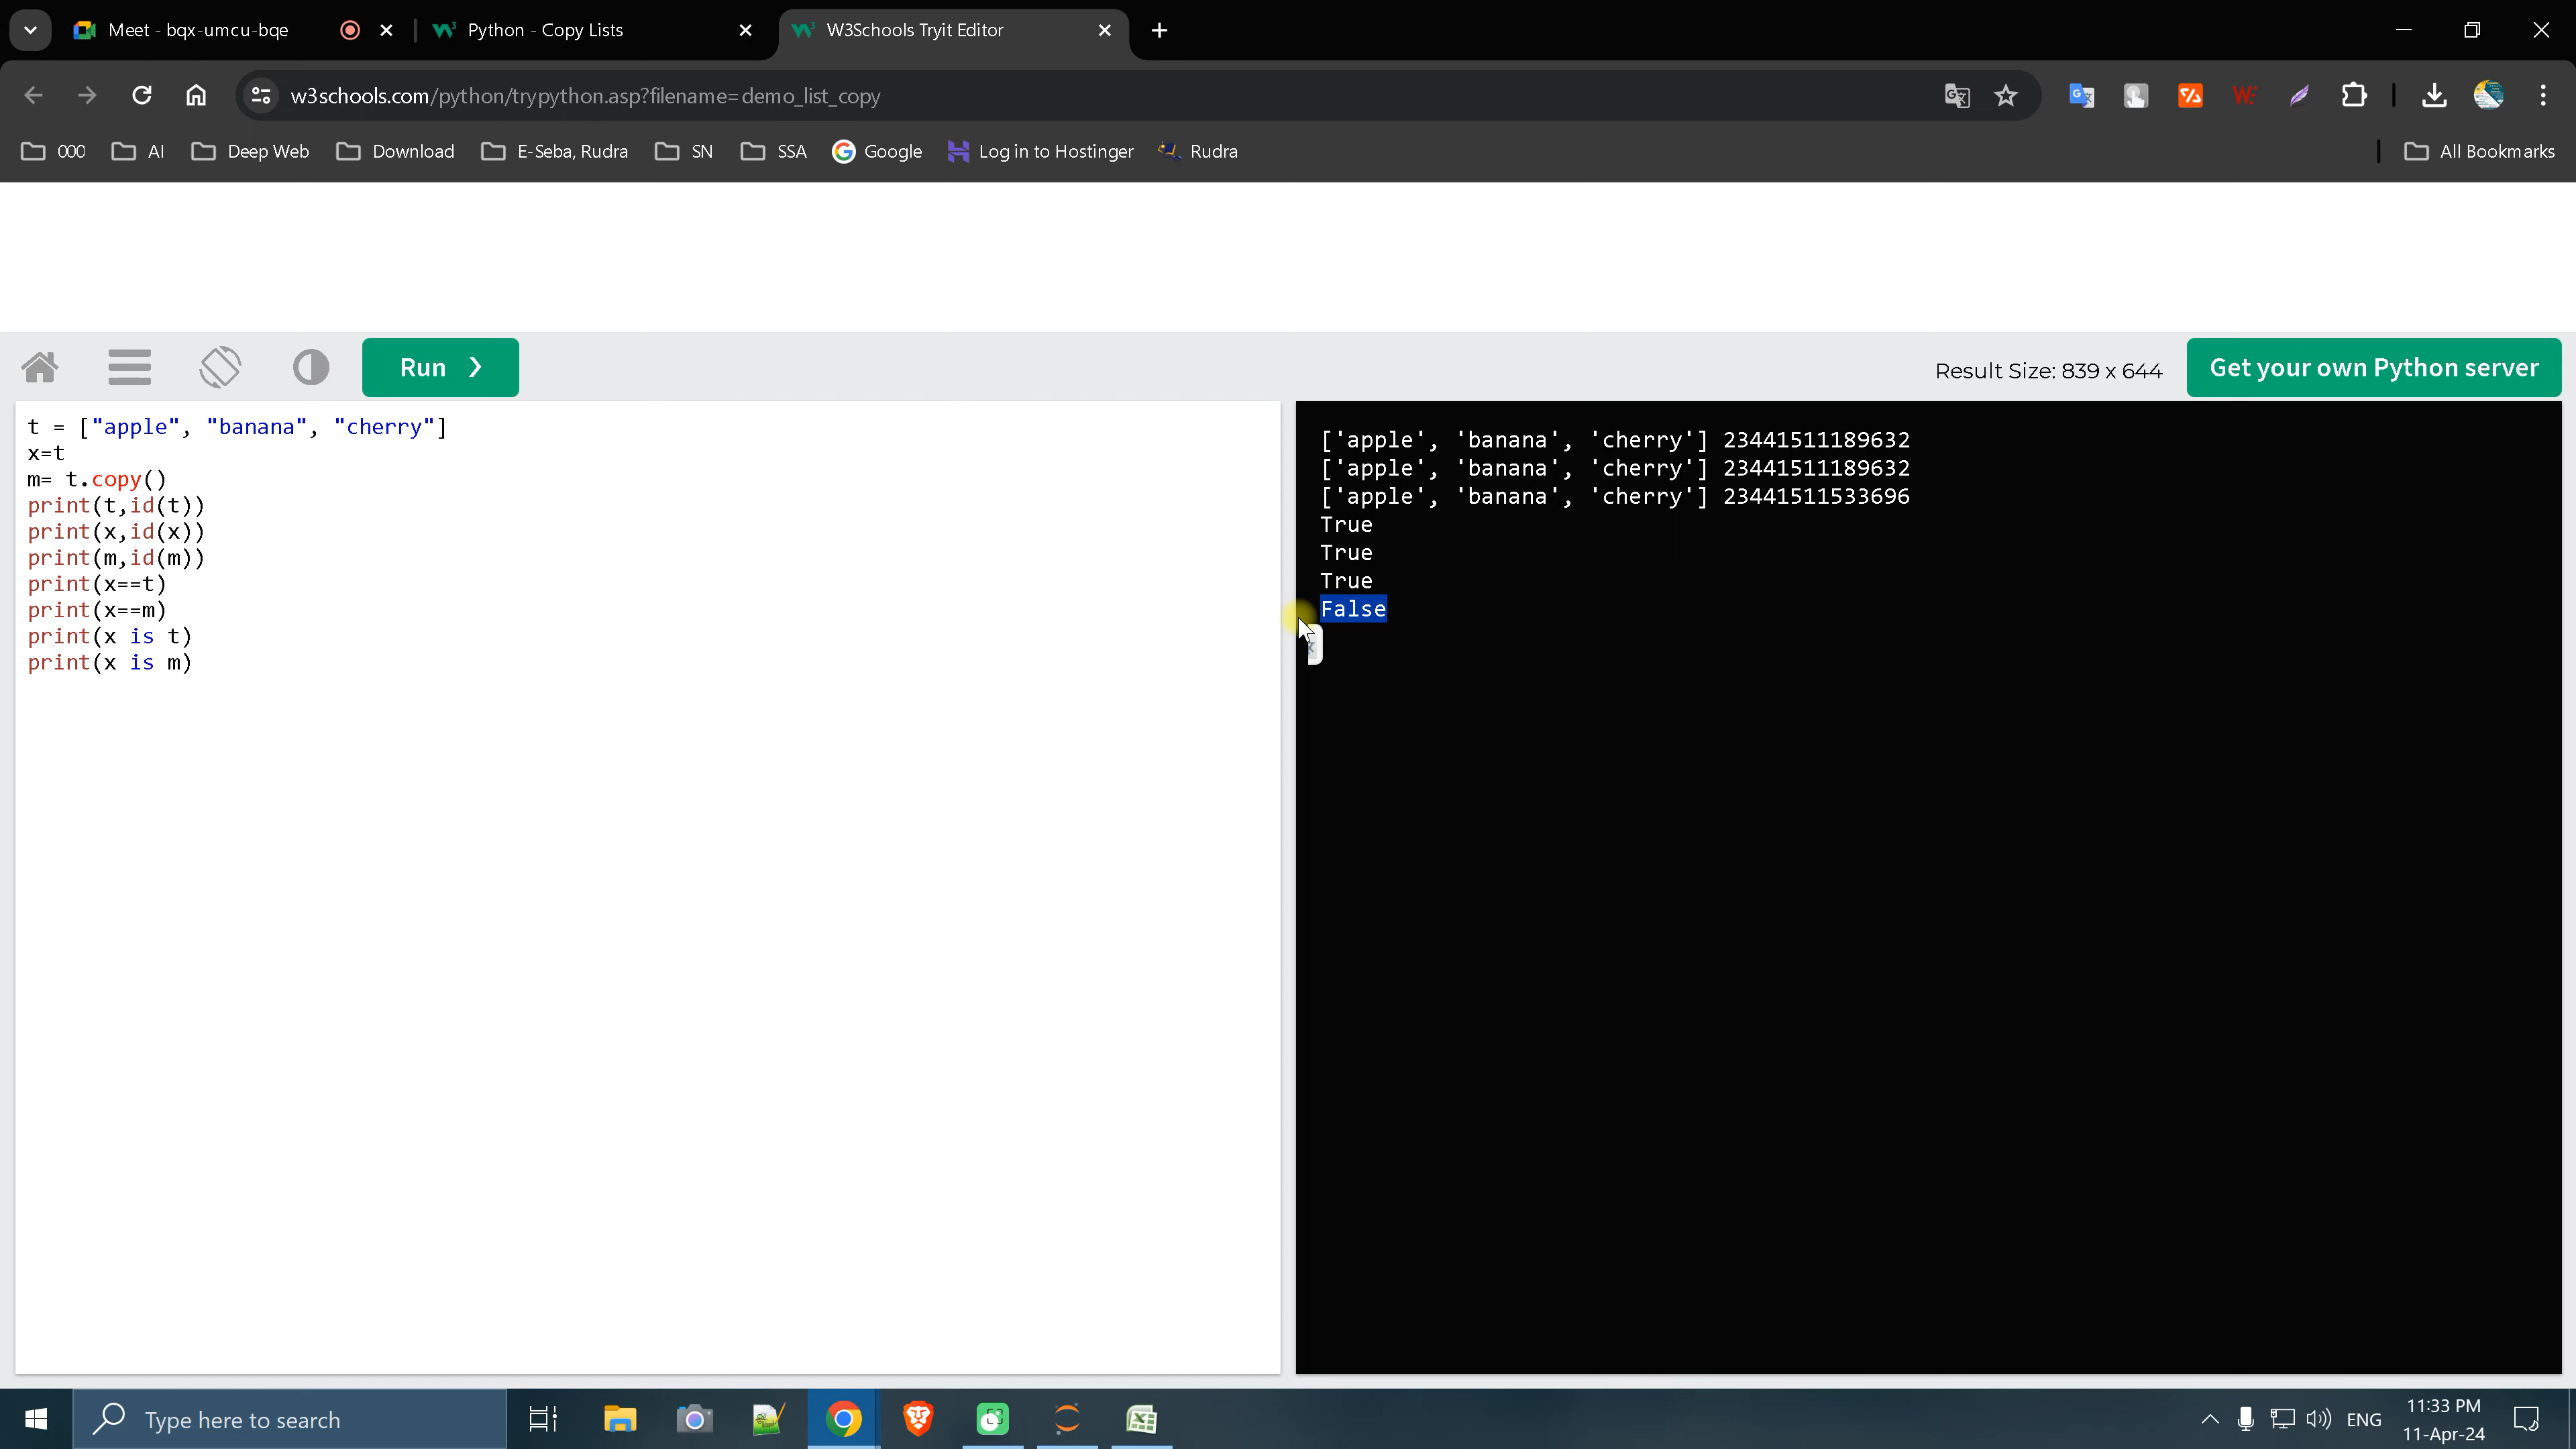 Meet - bqx-umcu-bqe
Python - Copy Lists
W3Schools Tryit Editor
w3schools.com/python/trypython.asp?filename=demo_list_copy
000
AI
Deep Web
Download
E-Seba, Rudra
SN
SSA
Google
Log in to Hostinger
Rudra
All Bookmarks
Run ❯
Result Size: 839 x 644
Get your own Python server
t = ["apple", "banana", "cherry"]
x=t
m= t.copy()
print(t,id(t))
print(x,id(x))
print(m,id(m))
print(x==t)
print(x==m)
print(x is t)
print(x is m)
['apple', 'banana', 'cherry'] 23441511189632
['apple', 'banana', 'cherry'] 23441511189632
['apple', 'banana', 'cherry'] 23441511533696
True
True
True
False
Type here to search
ENG
11:33 PM
11-Apr-24